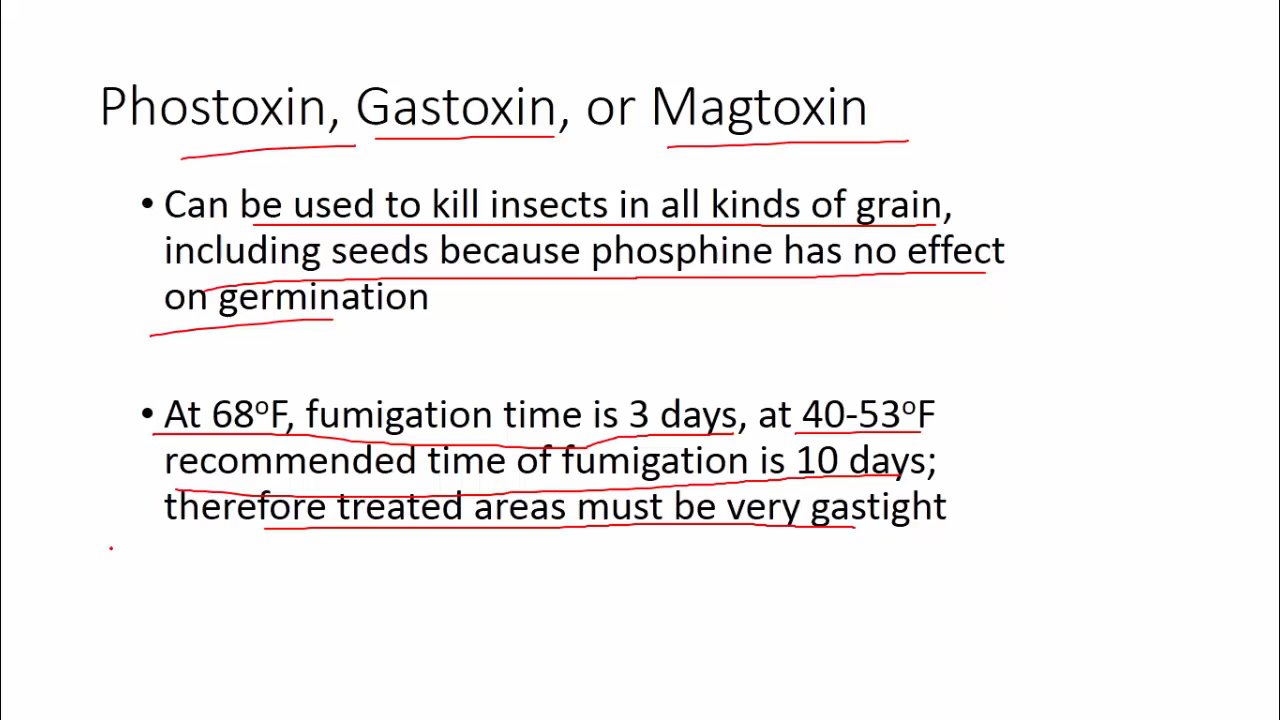 Phostoxin, Gastoxin, or Magtoxin
• Can be used to kill insects in all kinds of grain,
including seeds because phosphine has no effect
on germination
• At 68ºF, fumigation time is 3 days, at 40-53ºF
recommended time of fumigation is 10 days;
therefore treated areas must be very gastight